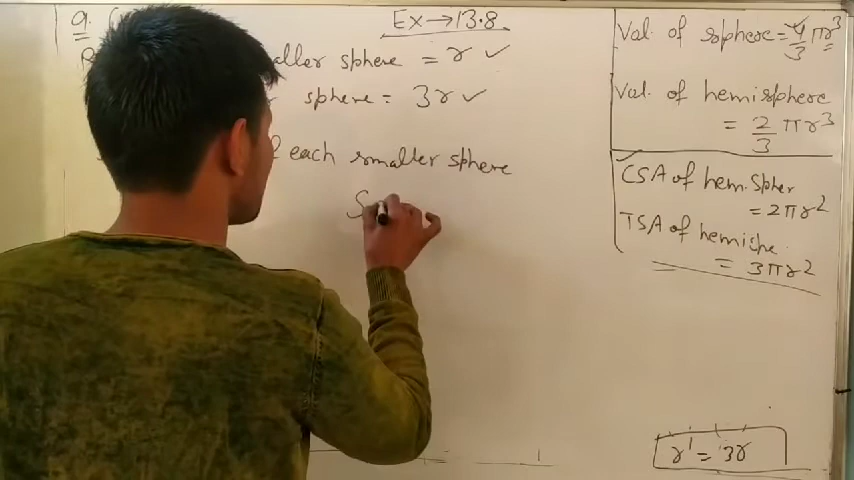 9.
Ex → 13.8
aller sphere = r ✓
sphere = 3r ✓
each smaller sphere
S
Vol. of sphere = 4/3 πr³
Vol. of hemisphere
= 2/3 πr³
CSA of hem. Spher
= 2πr²
TSA of hemishe.
= 3πr²
r' = 3r